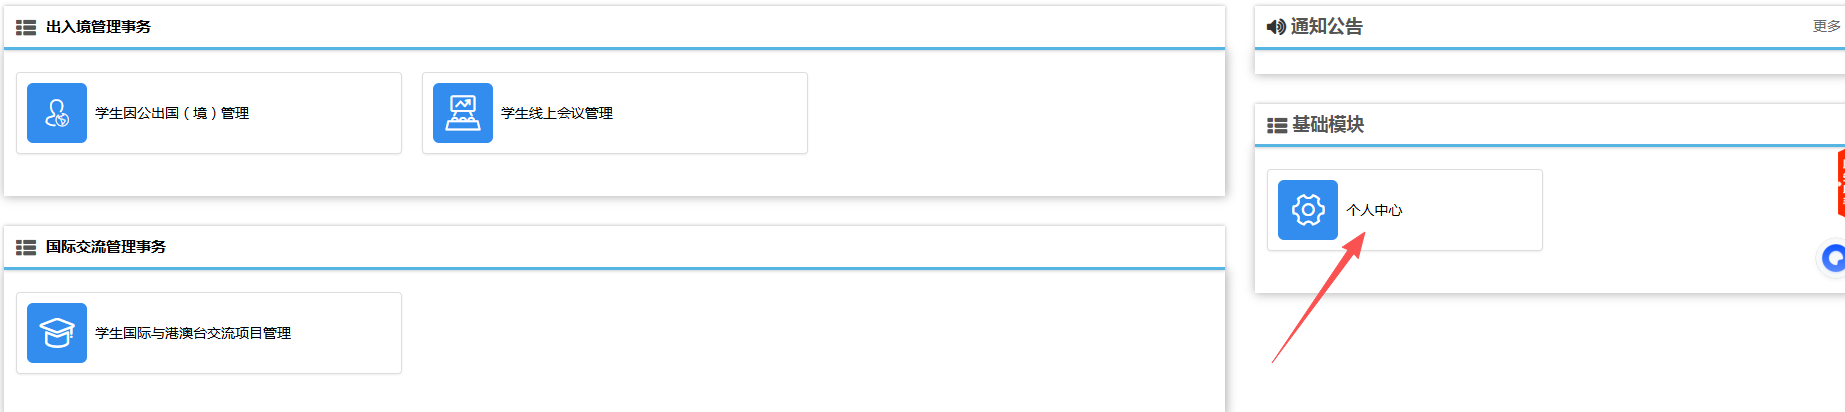 出入境管理事务
学生因公出国（境）管理
学生线上会议管理
国际交流管理事务
学生国际与港澳台交流项目管理
通知公告
更多
基础模块
个人中心